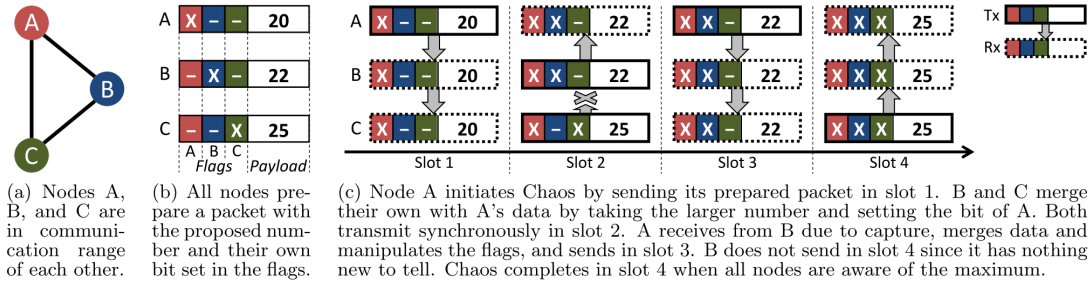 A
B
C
A X – – 20
B – X – 22
C – – X 25
A B C
Flags Payload
X – – 20
X X – 22
X X – 22
X X X 25
Tx
Rx
A
B
C
X – – 20
X X – 22
X X – 22
X X X 25
X – – 20
X – X 25
X X – 22
X X X 25
Slot 1
Slot 2
Slot 3
Slot 4
(a) Nodes A,
B, and C are
in communi-
cation range
of each other.
(b) All nodes pre-
pare a packet with
the proposed num-
ber and their own
bit set in the flags.
(c) Node A initiates Chaos by sending its prepared packet in slot 1. B and C merge
their own with A's data by taking the larger number and setting the bit of A. Both
transmit synchronously in slot 2. A receives from B due to capture, merges data and
manipulates the flags, and sends in slot 3. B does not send in slot 4 since it has nothing
new to tell. Chaos completes in slot 4 when all nodes are aware of the maximum.